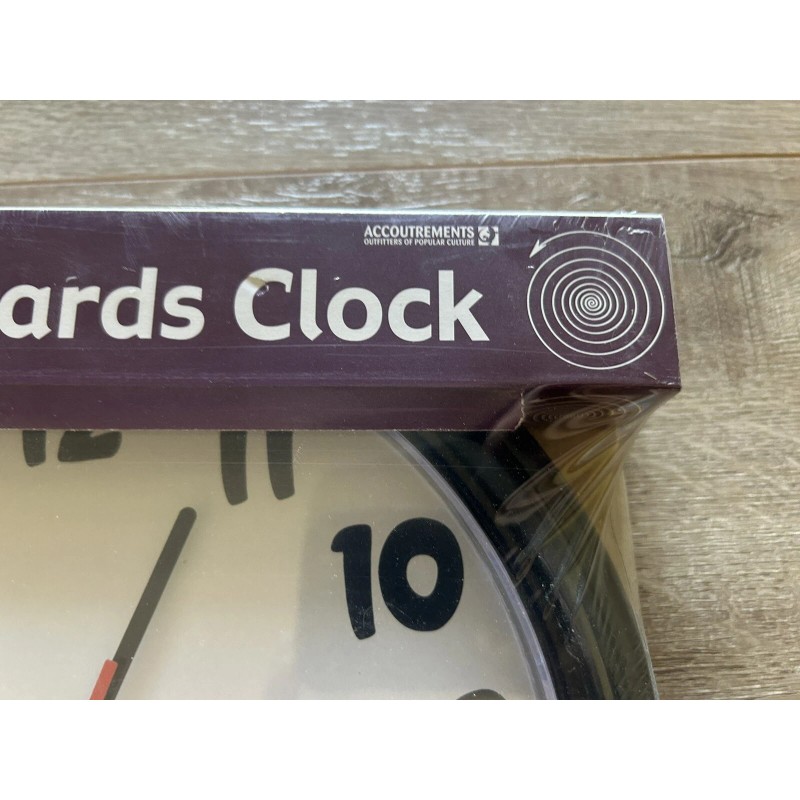 ACCOUTREMENTS
OUTFITTERS OF POPULAR CULTURE
ards Clock
12 11
10